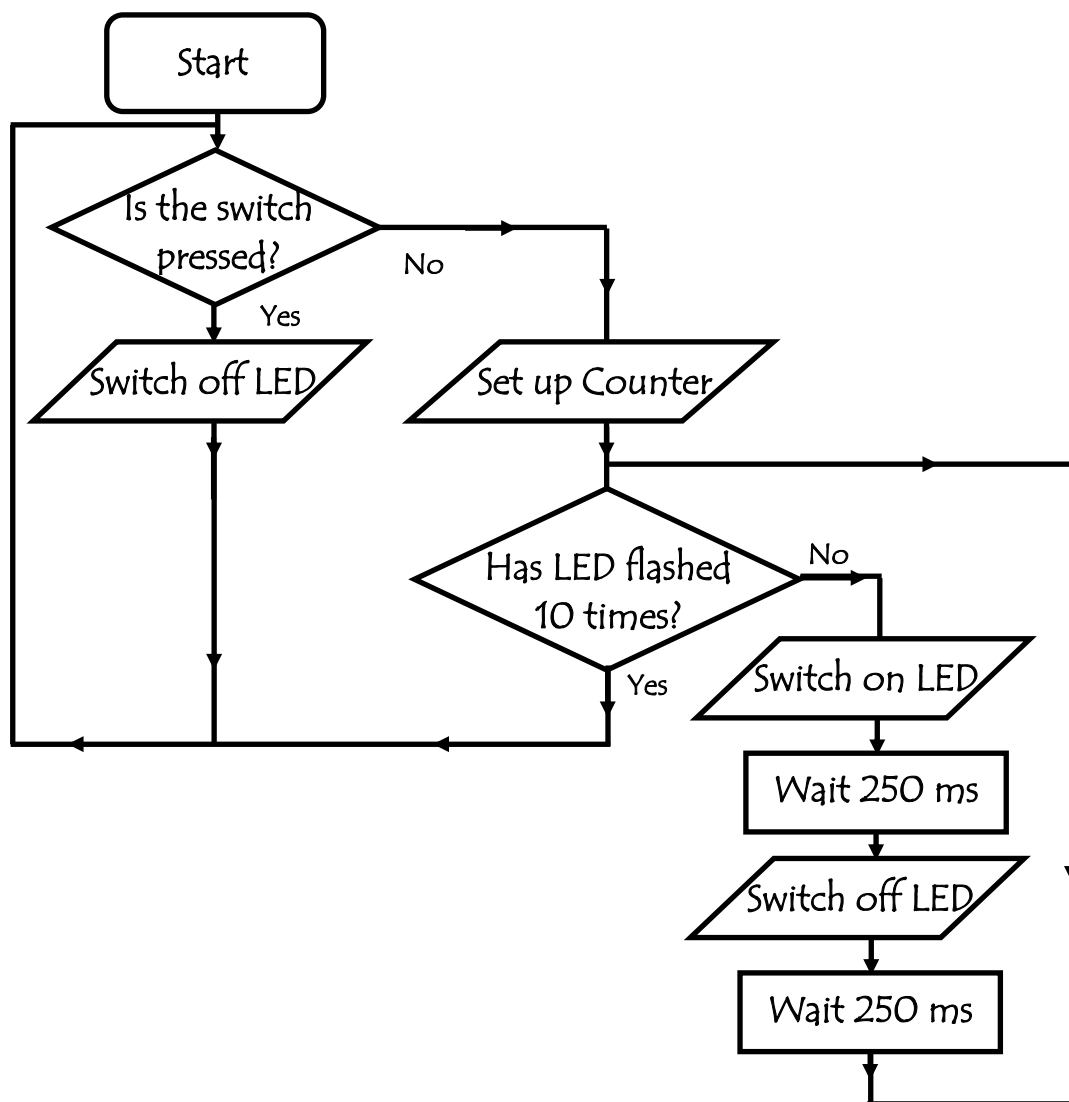 Start
Is the switch
pressed?
No
Yes
Switch off LED
Set up Counter
Has LED flashed
10 times?
No
Yes
Switch on LED
Wait 250 ms
Switch off LED
Wait 250 ms